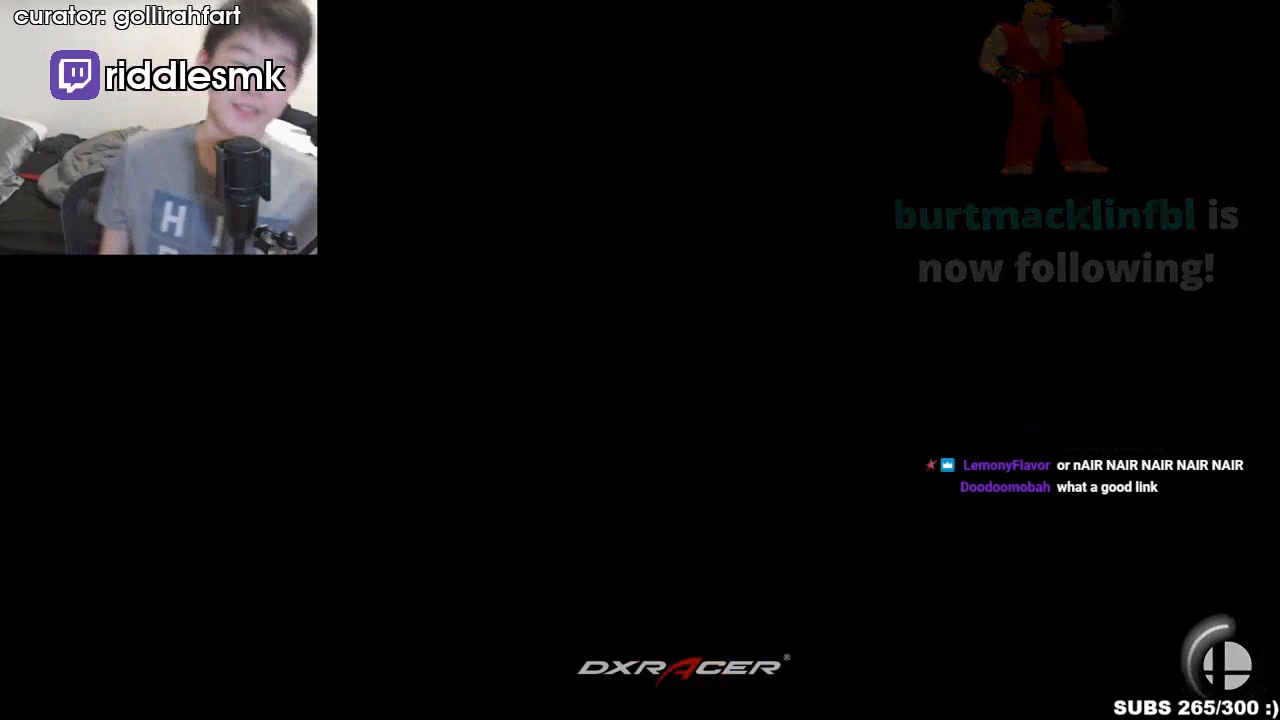 curator: gollirahfart
riddlesmk
H
burtmacklinfbl is
now following!
LemonyFlavor or nAIR NAIR NAIR NAIR NAIR
Doodoomobah what a good link
DXRACER®
SUBS 265/300 :)